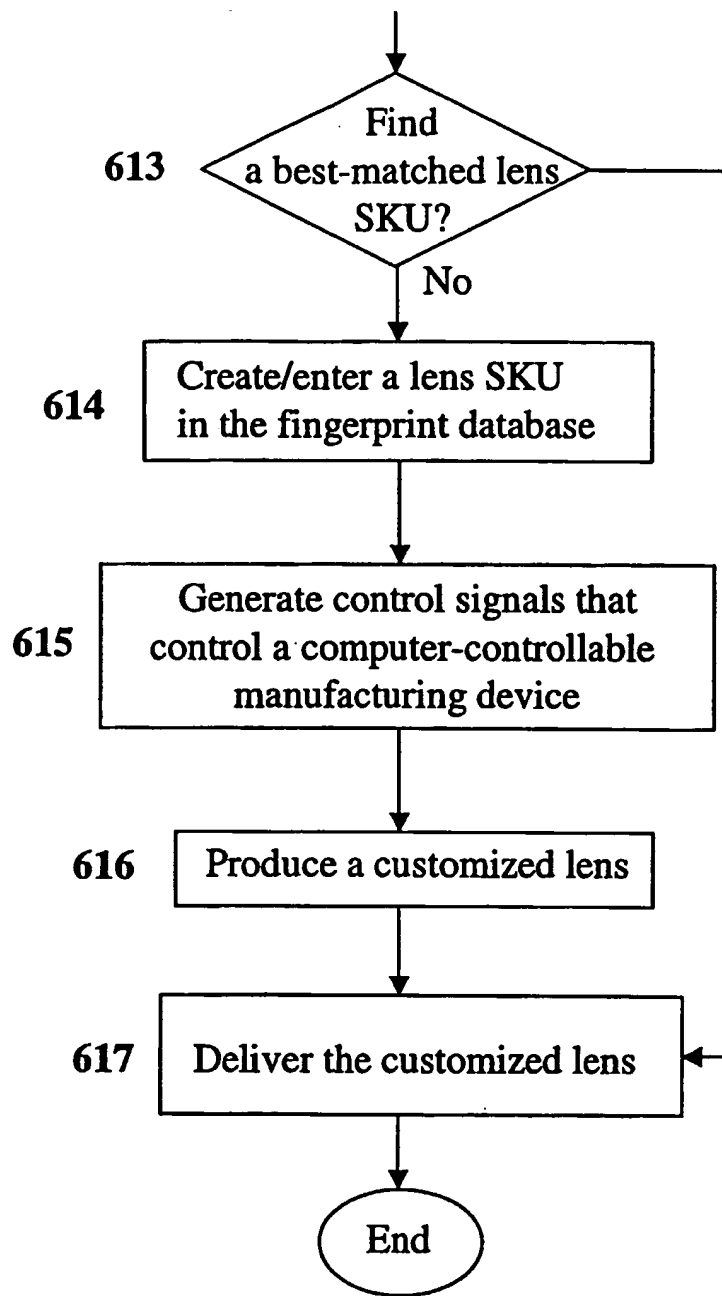 Find
613
a best-matched lens
SKU?
No
614
Create/enter a lens SKU
in the fingerprint database
615
Generate control signals that
control a computer-controllable
manufacturing device
616
Produce a customized lens
617
Deliver the customized lens
End